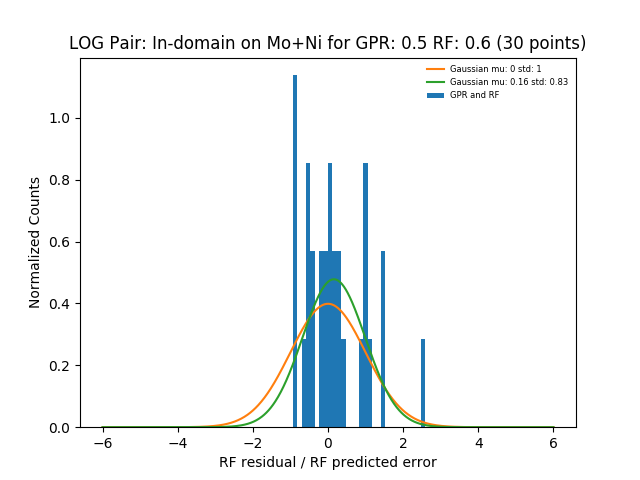 LOG Pair: In-domain on Mo+Ni for GPR: 0.5 RF: 0.6 (30 points)
Gaussian mu: 0 std: 1
Gaussian mu: 0.16 std: 0.83
GPR and RF
Normalized Counts
1.0
0.8
0.6
0.4
0.2
0.0
−6 −4 −2 0 2 4 6
RF residual / RF predicted error